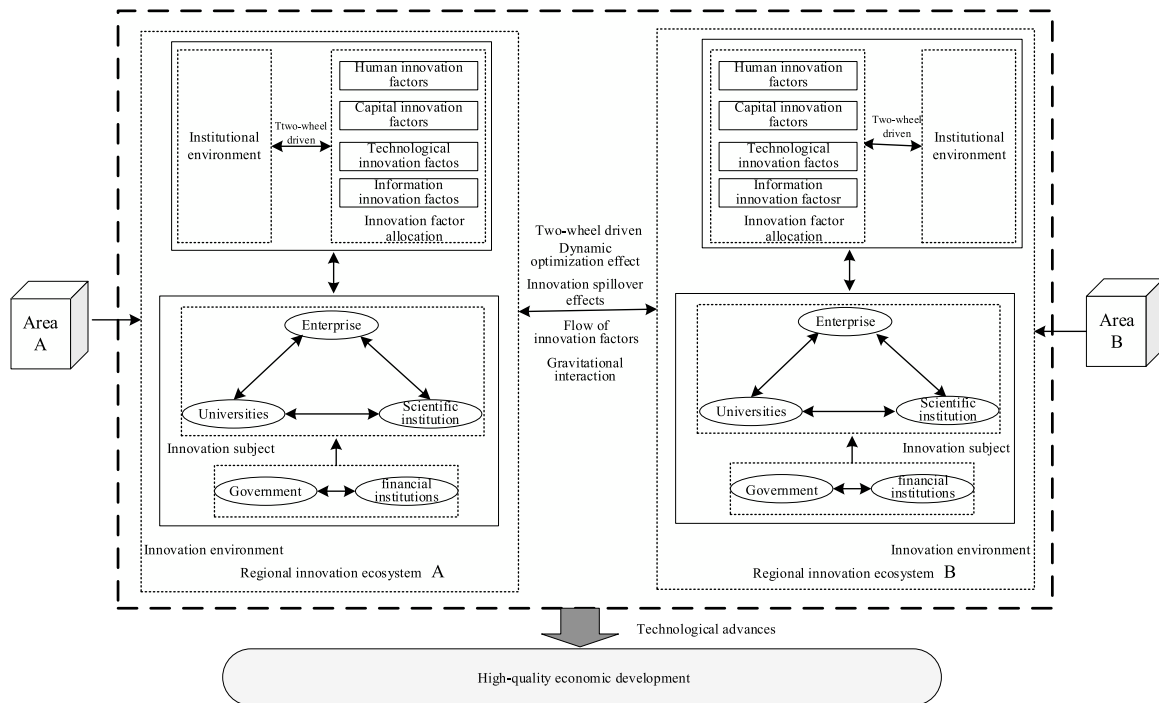 Institutional
environment
Ttwo-wheel
driven
Human innovation
factors
Capital innovation
factors
Technological
innovation factos
Information
innovation factos
Innovation factor
allocation
Area
A
Enterprise
Universities
Scientific
institution
Innovation subject
Government
financial
institutions
Innovation environment
Regional innovation ecosystem A
Two-wheel driven
Dynamic
optimization effect
Innovation spillover
effects
Flow of
innovation factors
Gravitational
interaction
Human innovation
factors
Capital innovation
factors
Technological
innovation factos
Information
innovation factosr
Innovation factor
allocation
Two-wheel
driven
Institutional
environment
Area
B
Enterprise
Universities
Scientific
institution
Innovation subject
Government
financial
institutions
Innovation environment
Regional innovation ecosystem B
Technological advances
High-quality economic development